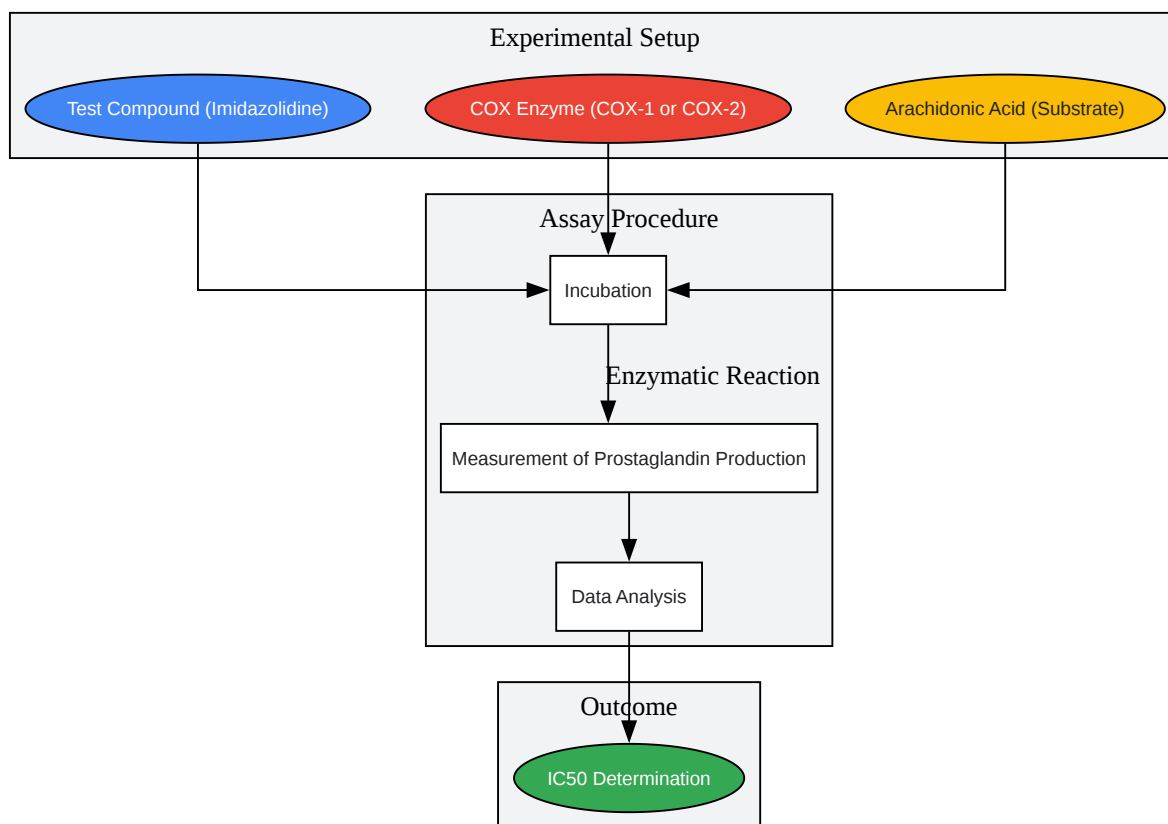 Experimental Setup
Test Compound (Imidazolidine)
COX Enzyme (COX-1 or COX-2)
Arachidonic Acid (Substrate)
Assay Procedure
Incubation
Enzymatic Reaction
Measurement of Prostaglandin Production
Data Analysis
Outcome
IC50 Determination